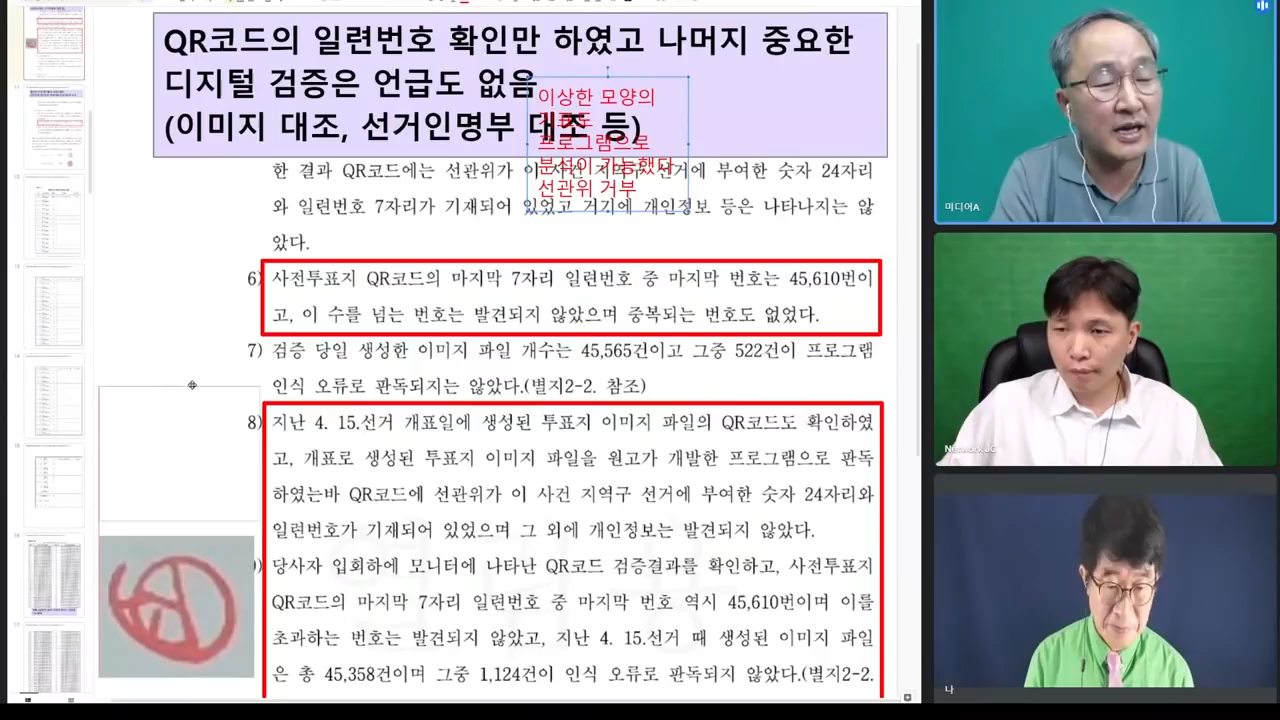 QR코드의 일련번호 확인만 하였고 나머지 중요한
디지털 검증은 언급도 없음
(이미지 대조, 선거인명부 대조 등)
이상한 모양의
기표도
프로그램으로
분석이 가능했다
선관위 거부
한 결과 QR코드에는 선관위가 이 사건 지역구 선거에 부여한 숫자 24자리
와 일련번호 7자리가 기재되어 있었고 거기에 개인정보 등은 나타나지는 않
았다.
6) 사전투표지 QR코드의 마지막 7자리 일련번호 중 마지막 번호는 45,610번이
고, 이 수를 넘는 번호는 발견되지 않았으며 중복되는 번호도 없었다.
7) 검증 당일 생성한 이미지 파일 개수는 45,565건이고 그중 522건이 프로그램
인식 오류로 판독되지는 않았다.(별지2-2. 참조)
8) 지난 4. 15.선거 개표일에 생성된 투표지 이미지 파일의 QR코드도 확인하였
고, 개표로 생성된 투표지 이미지 파일을 원고가 개발한 프로그램으로 판독
하였는바 QR코드에 선관위가 이 사건 지역구 선거에 부여한 숫자 24자리와
일련번호가 기재되어 있었으며 그 외에 개인정보는 발견되지 않았다.
) 당사자 입회하에 모니터에 나타난 QR코드 검증결과를 확인하고, 사전투표지
QR코드의 마지막 7자리 일련번호 중 마지막 번호 역시 45,610번이며 이를
초과하는 번호는 발견되지 않았고, 지난 4. 15.선거 때 생성된 이미지 파일
은 총 45,358건이며 그중 1,124건이 인식 오류로 판독되지 않았다.(별지2-2.
미디어A
Network JC
나